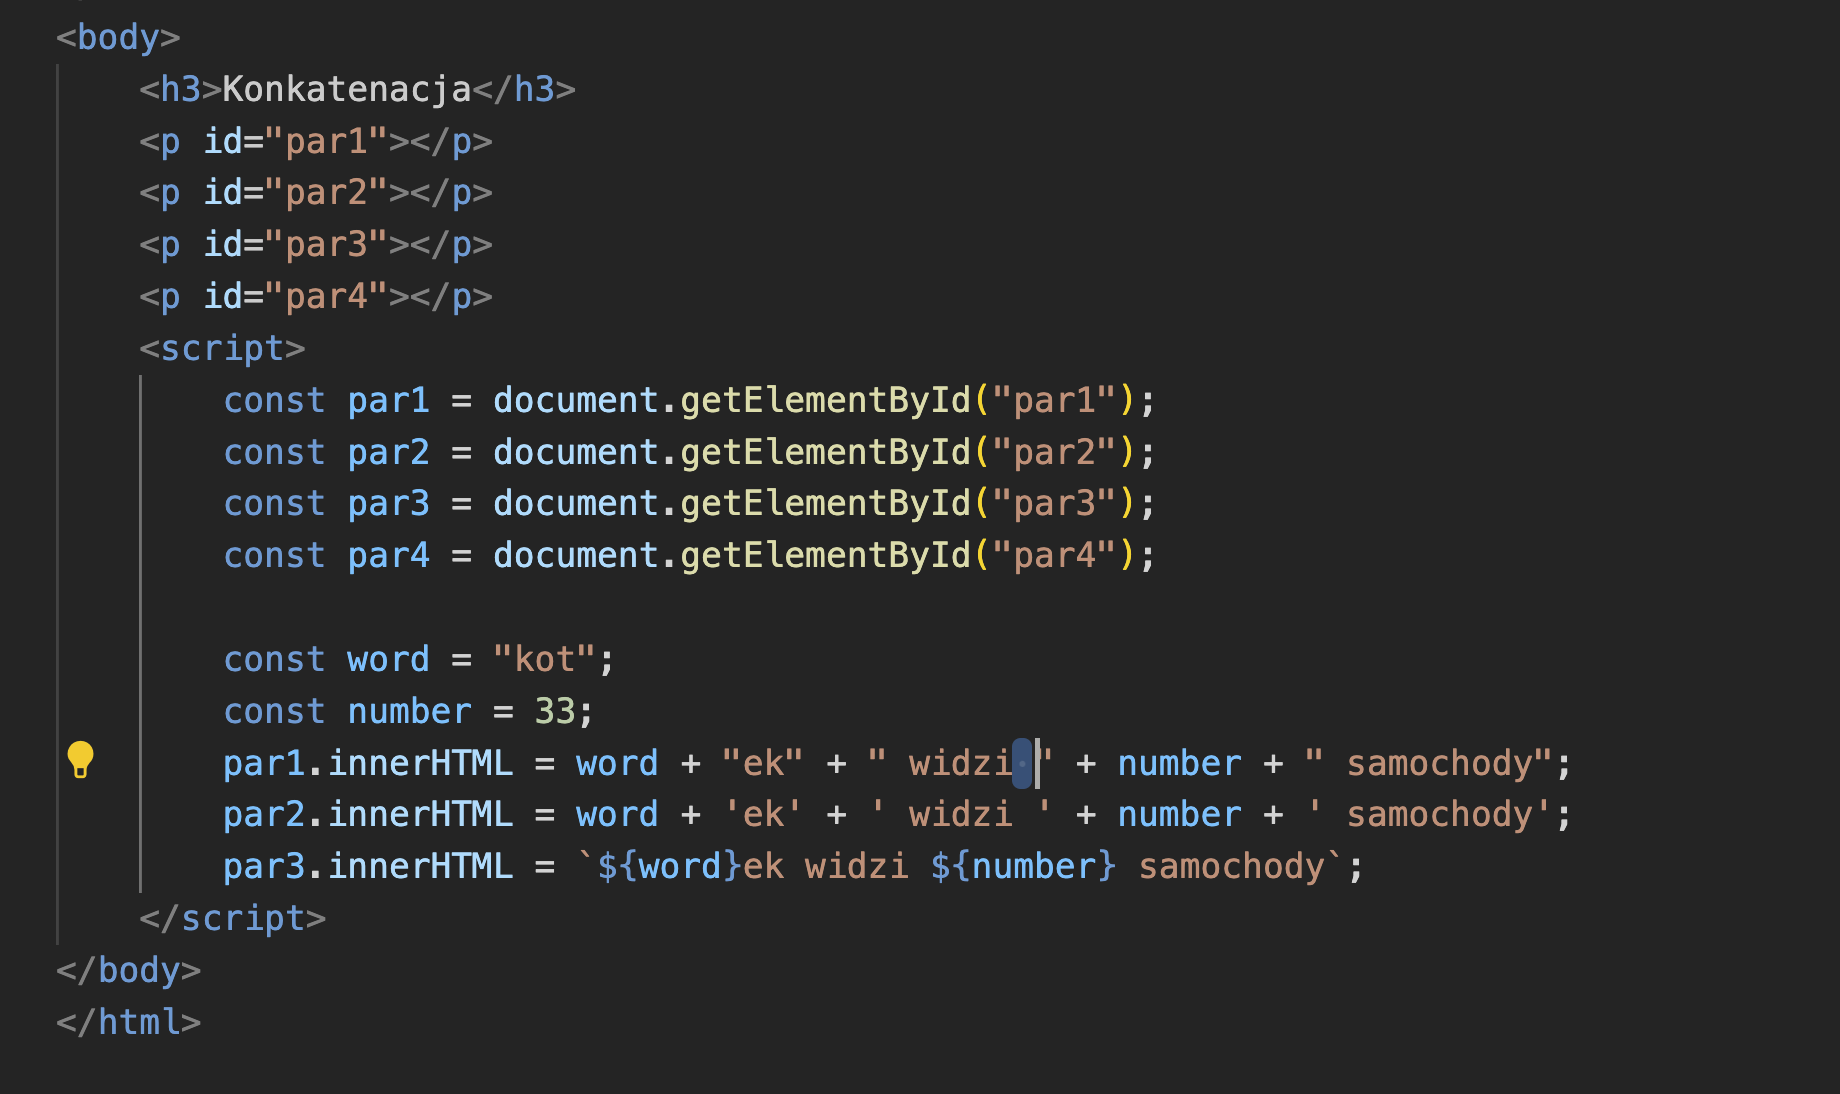 <body>
<h3>Konkatenacja</h3>
<p id="par1"></p>
<p id="par2"></p>
<p id="par3"></p>
<p id="par4"></p>
<script>
const par1 = document.getElementById("par1");
const par2 = document.getElementById("par2");
const par3 = document.getElementById("par3");
const par4 = document.getElementById("par4");
const word = "kot";
const number = 33;
par1.innerHTML = word + "ek" + " widzi " + number + " samochody";
par2.innerHTML = word + 'ek' + ' widzi ' + number + ' samochody';
par3.innerHTML = `${word}ek widzi ${number} samochody`;
</script>
</body>
</html>